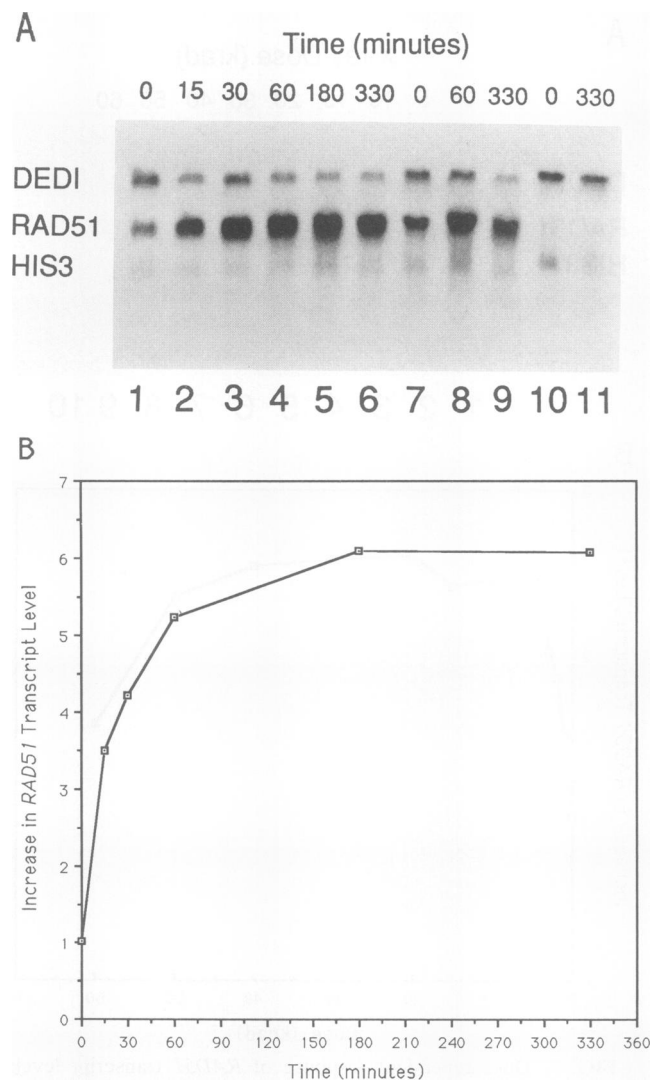 A
Time (minutes)
0 15 30 60 180 330 0 60 330 0 330
DEDI
RAD51
HIS3
1 2 3 4 5 6 7 8 9 10 11
B
7
6
5
4
3
2
1
0
Increase in RAD51 Transcript Level
0 30 60 90 120 150 180 210 240 270 300 330 360
Time (minutes)